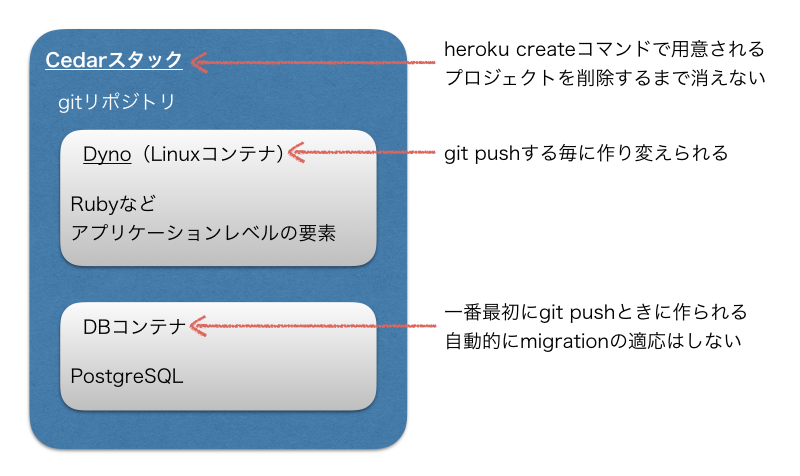 Cedarスタック
heroku createコマンドで用意される
プロジェクトを削除するまで消えない
gitリポジトリ
Dyno（Linuxコンテナ）
git pushする毎に作り変えられる
Rubyなど
アプリケーションレベルの要素
一番最初にgit pushときに作られる
自動的にmigrationの適応はしない
DBコンテナ
PostgreSQL